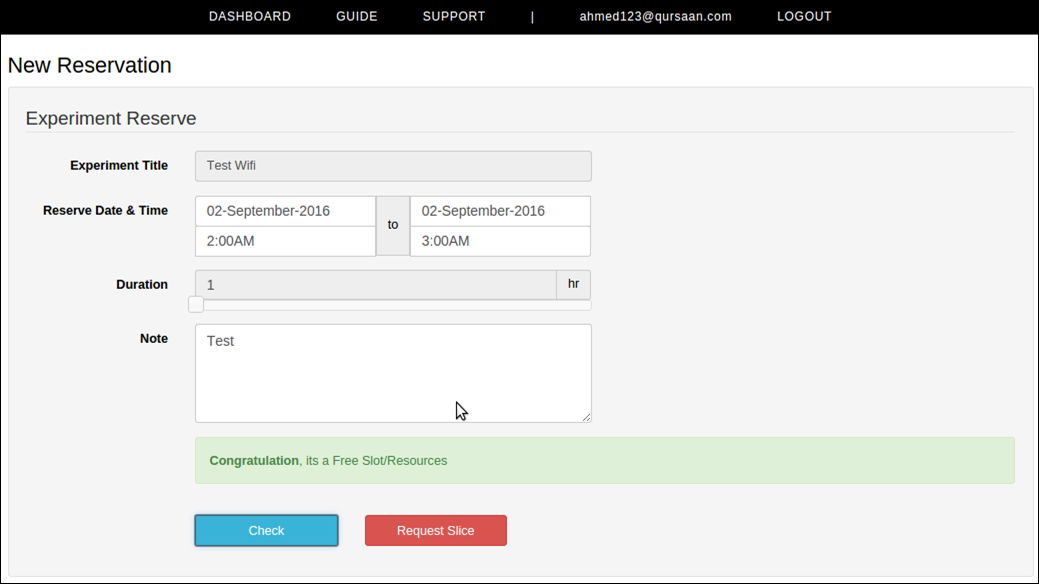 DASHBOARD GUIDE SUPPORT | ahmed123@qursaan.com LOGOUT
New Reservation
Experiment Reserve
Experiment Title Test Wifi
Reserve Date & Time 02-September-2016 to 02-September-2016
2:00AM 3:00AM
Duration 1 hr
Note Test
Congratulation, its a Free Slot/Resources
Check Request Slice